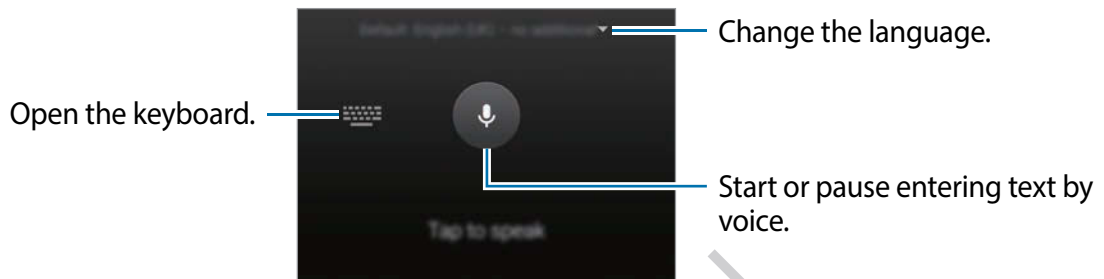 Change the language.
Open the keyboard.
Start or pause entering text by
voice.
Tap to speak